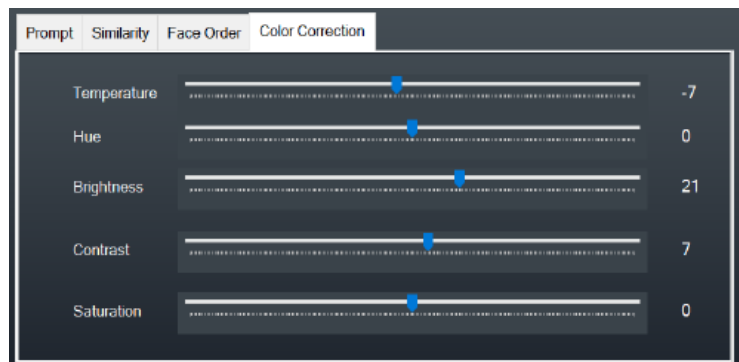 Prompt Similarity Face Order Color Correction
Temperature -7
Hue 0
Brightness 21
Contrast 7
Saturation 0